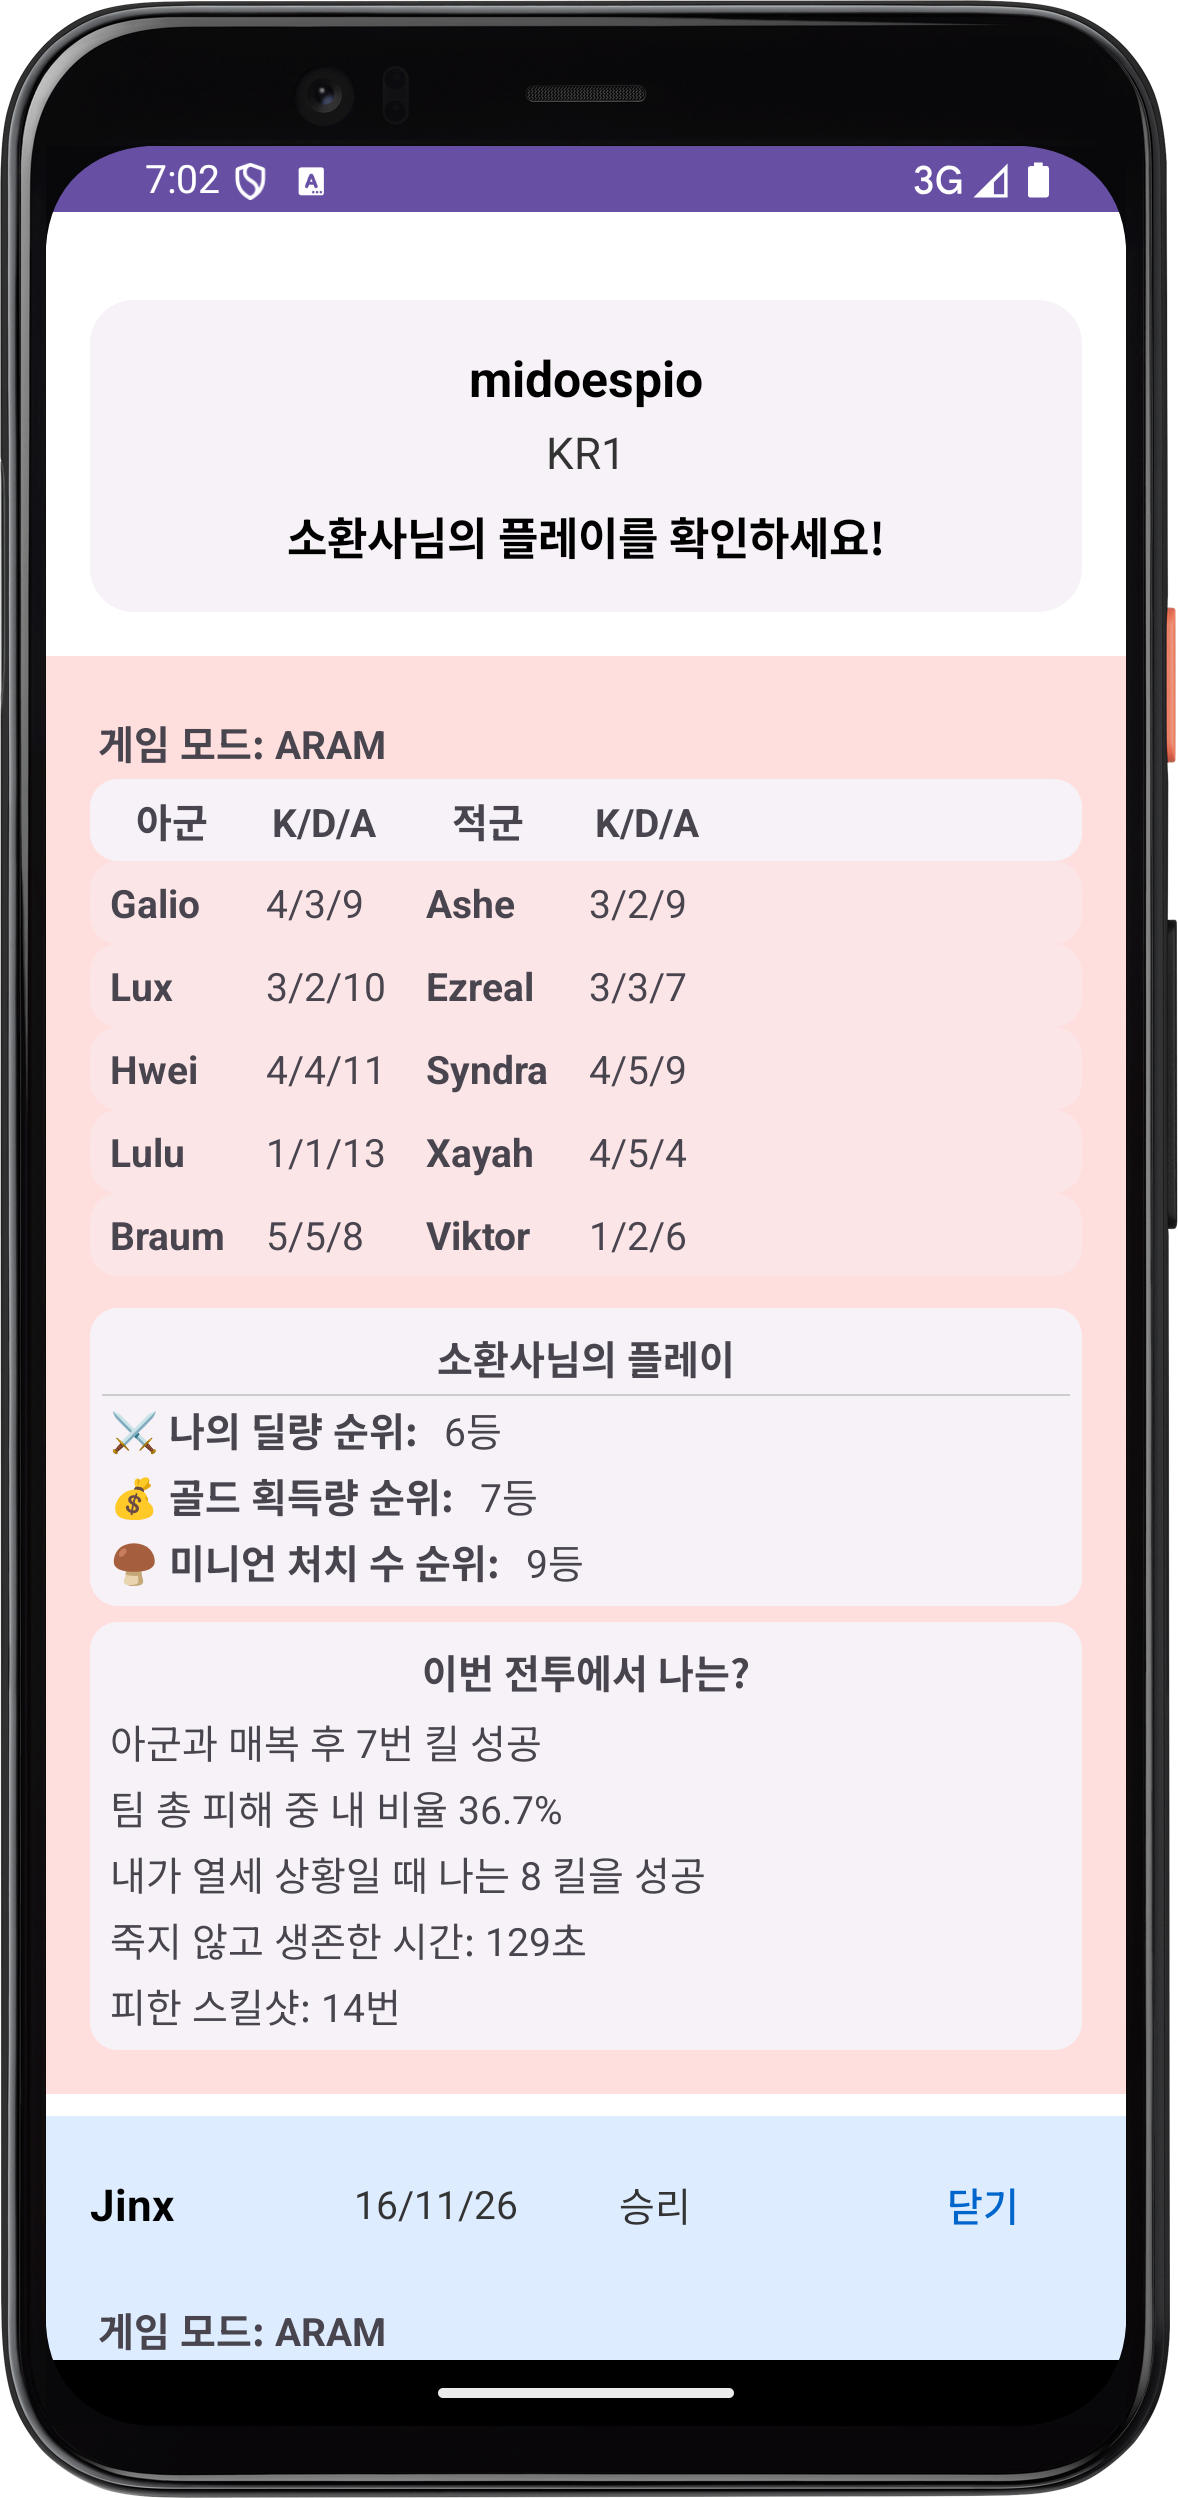 7:02 3G
midoespio
KR1
소환사님의 플레이를 확인하세요!
게임 모드: ARAM
아군 K/D/A 적군 K/D/A
Galio 4/3/9 Ashe 3/2/9
Lux 3/2/10 Ezreal 3/3/7
Hwei 4/4/11 Syndra 4/5/9
Lulu 1/1/13 Xayah 4/5/4
Braum 5/5/8 Viktor 1/2/6
소환사님의 플레이
나의 딜량 순위: 6등
골드 획득량 순위: 7등
미니언 처치 수 순위: 9등
이번 전투에서 나는?
아군과 매복 후 7번 킬 성공
팀 총 피해 중 내 비율 36.7%
내가 열세 상황일 때 나는 8 킬을 성공
죽지 않고 생존한 시간: 129초
피한 스킬샷: 14번
Jinx 16/11/26 승리 닫기
게임 모드: ARAM